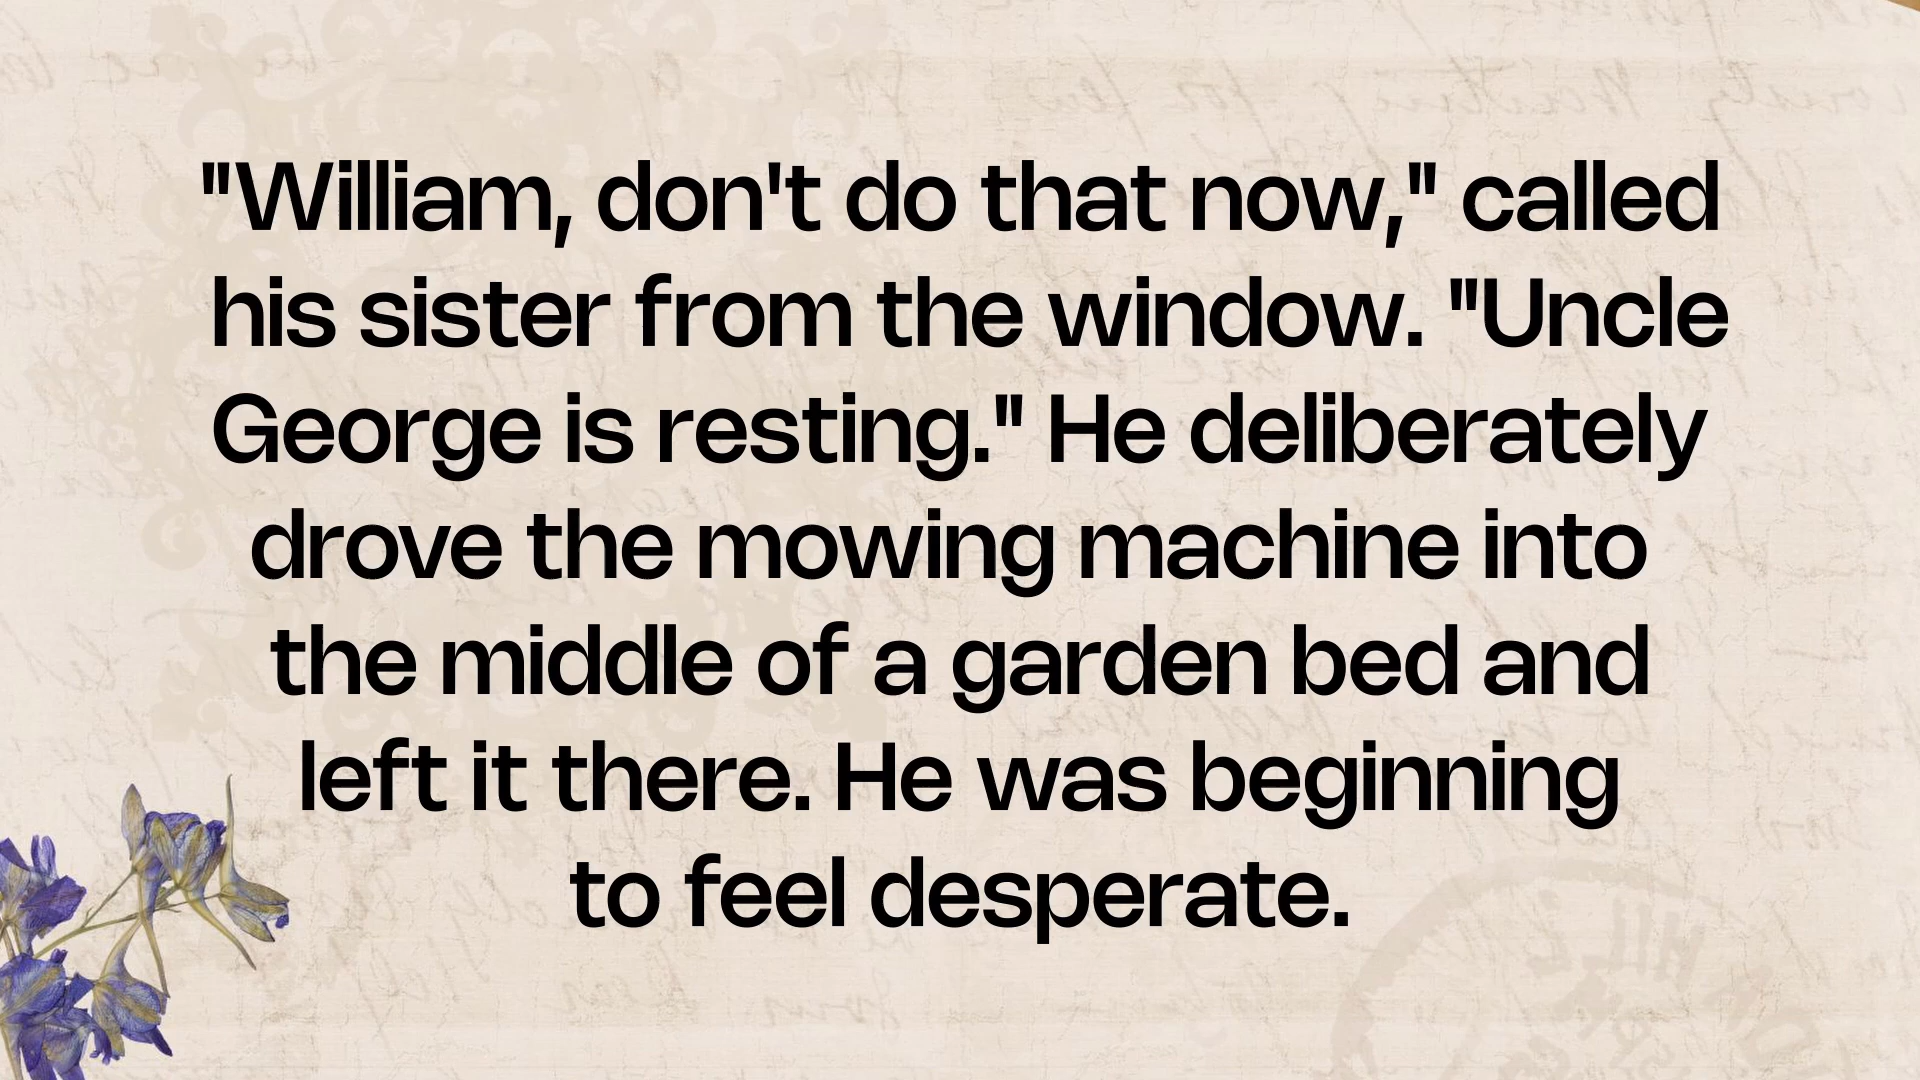 "William, don't do that now," called
his sister from the window. "Uncle
George is resting." He deliberately
drove the mowing machine into
the middle of a garden bed and
left it there. He was beginning
to feel desperate.